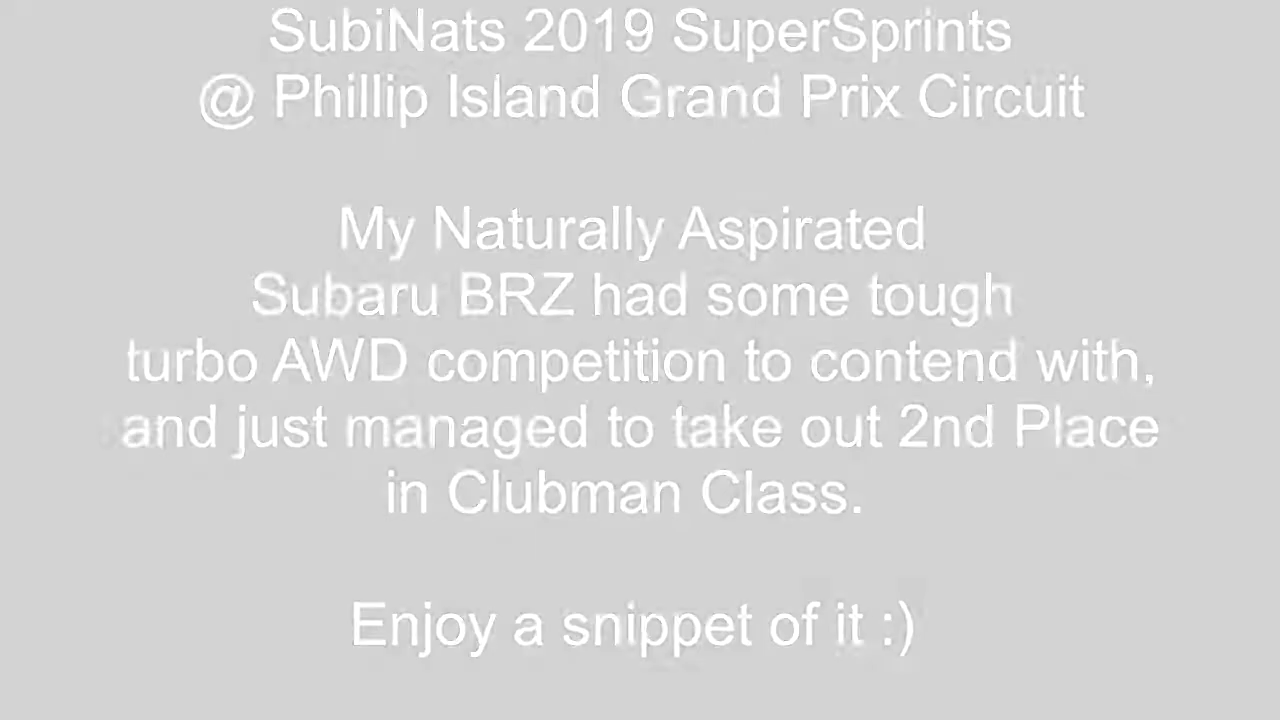 SubiNats 2019 SuperSprints
@ Phillip Island Grand Prix Circuit
My Naturally Aspirated
Subaru BRZ had some tough
turbo AWD competition to contend with,
and just managed to take out 2nd Place
in Clubman Class.
Enjoy a snippet of it :)